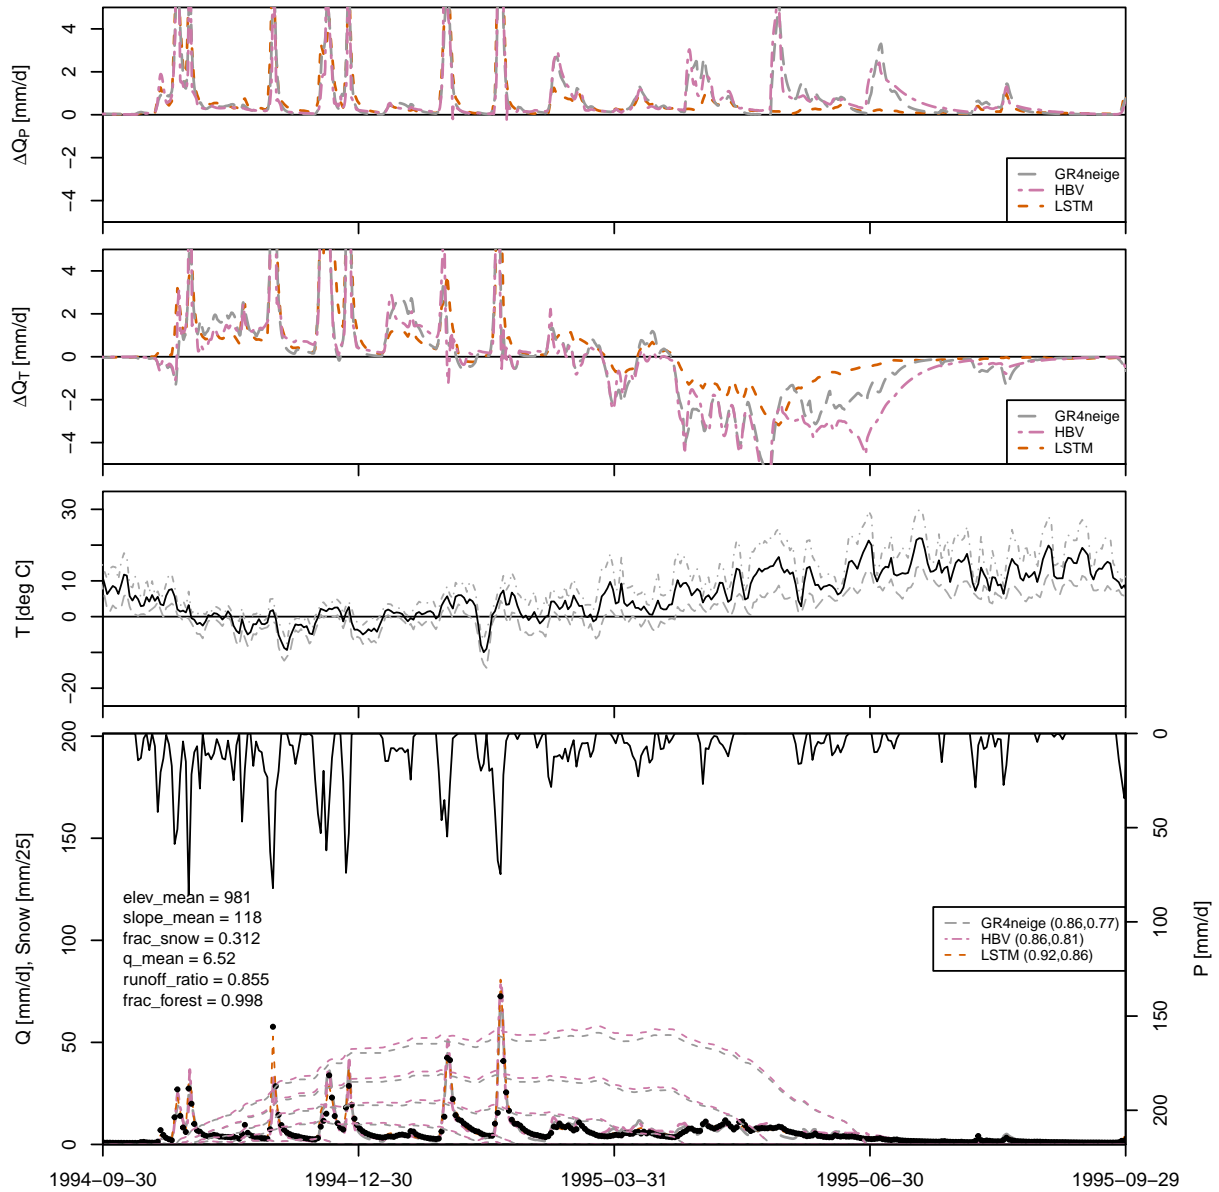 ΔQP [mm/d]
4
2
0
−2
−4
GR4neige
HBV
LSTM
ΔQT [mm/d]
4
2
0
−2
−4
GR4neige
HBV
LSTM
T [deg C]
30
10
0
−20
Q [mm/d], Snow [mm/25]
200
150
100
50
0
P [mm/d]
0
50
100
150
200
elev_mean = 981
slope_mean = 118
frac_snow = 0.312
q_mean = 6.52
runoff_ratio = 0.855
frac_forest = 0.998
GR4neige (0.86,0.77)
HBV (0.86,0.81)
LSTM (0.92,0.86)
1994−09−30 1994−12−30 1995−03−31 1995−06−30 1995−09−29